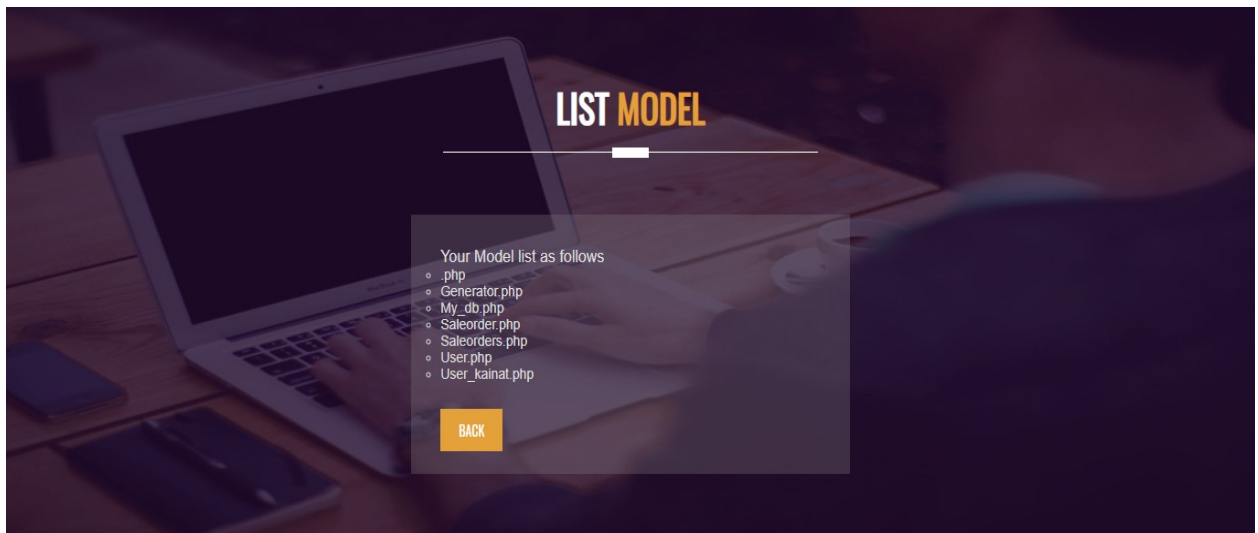 LIST MODEL
Your Model list as follows
.php
Generator.php
My_db.php
Saleorder.php
Saleorders.php
User.php
User_kainat.php
BACK